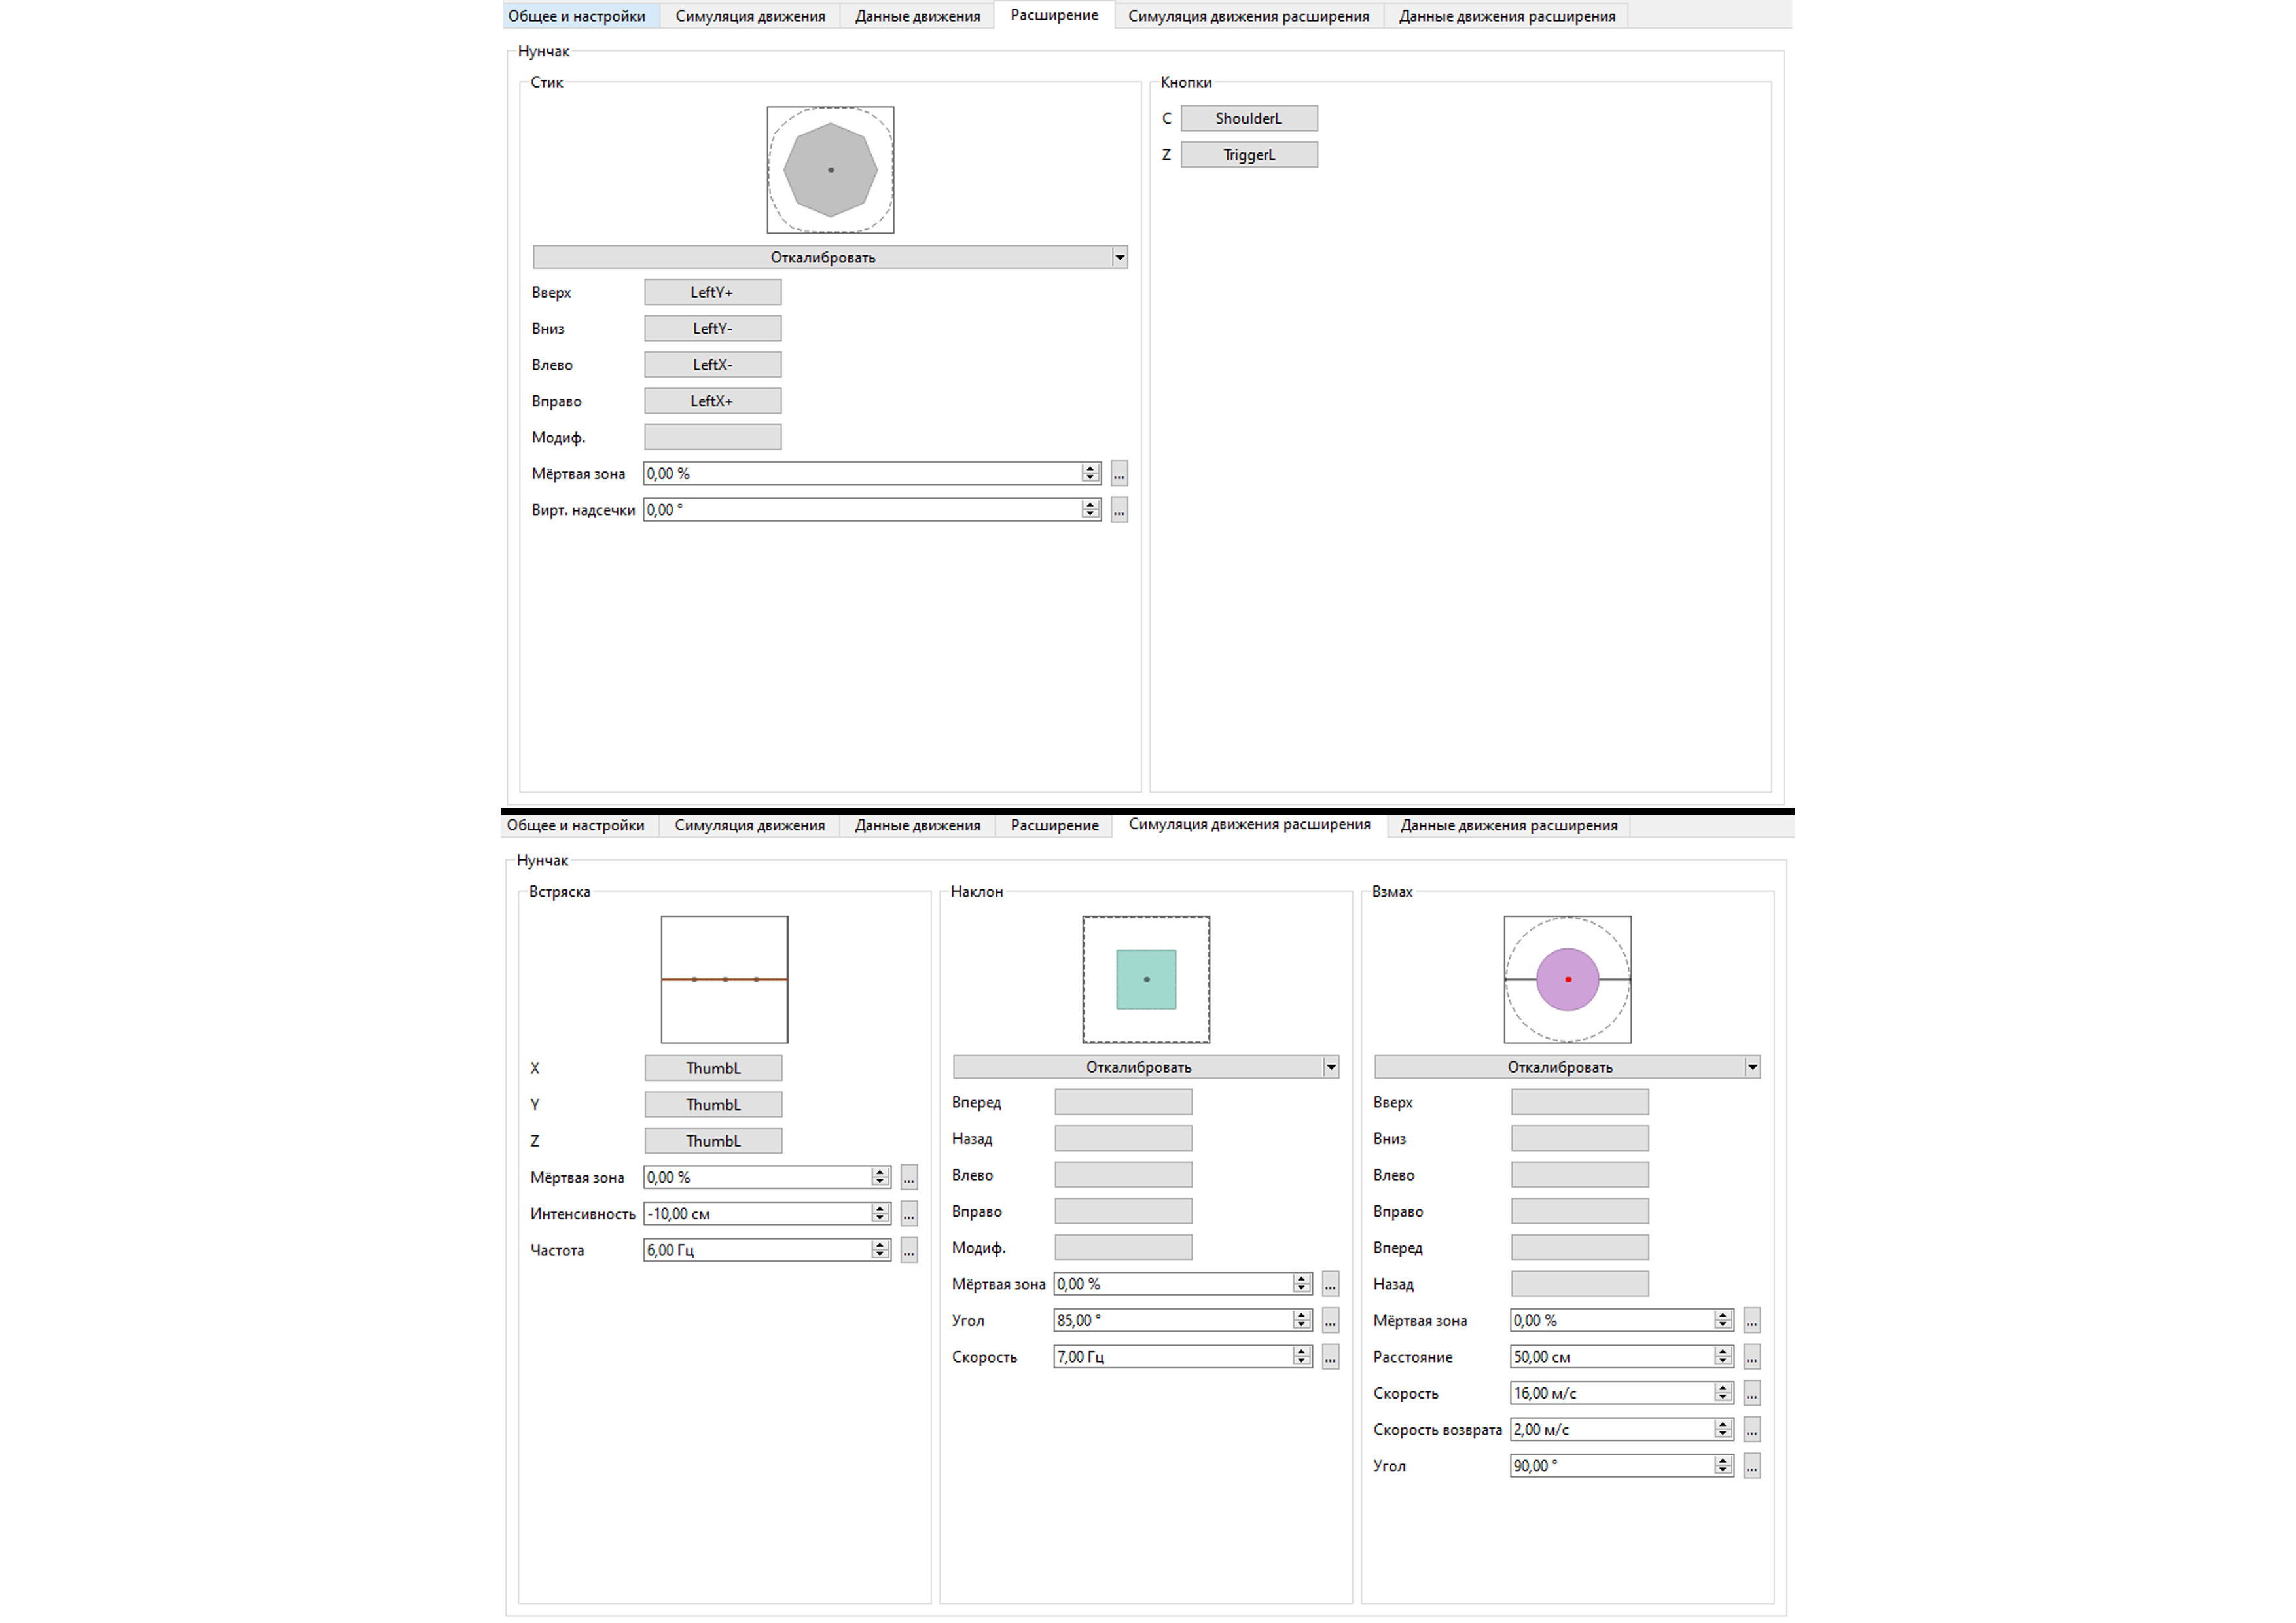 Общее и настройки Симуляция движения Данные движения Расширение Симуляция движения расширения Данные движения расширения
Нунчак
Стик
Откалибровать
Вверх LeftY+
Вниз LeftY-
Влево LeftX-
Вправо LeftX+
Модиф.
Мёртвая зона 0,00 % ...
Вирт. надсечки 0,00 ° ...
Кнопки
C ShoulderL
Z TriggerL
Общее и настройки Симуляция движения Данные движения Расширение Симуляция движения расширения Данные движения расширения
Нунчак
Встряска
X ThumbL
Y ThumbL
Z ThumbL
Мёртвая зона 0,00 % ...
Интенсивность -10,00 см ...
Частота 6,00 Гц ...
Наклон
Откалибровать
Вперед
Назад
Влево
Вправо
Модиф.
Мёртвая зона 0,00 % ...
Угол 85,00 ° ...
Скорость 7,00 Гц ...
Взмах
Откалибровать
Вверх
Вниз
Влево
Вправо
Вперед
Назад
Мёртвая зона 0,00 % ...
Расстояние 50,00 см ...
Скорость 16,00 м/с ...
Скорость возврата 2,00 м/с ...
Угол 90,00 ° ...